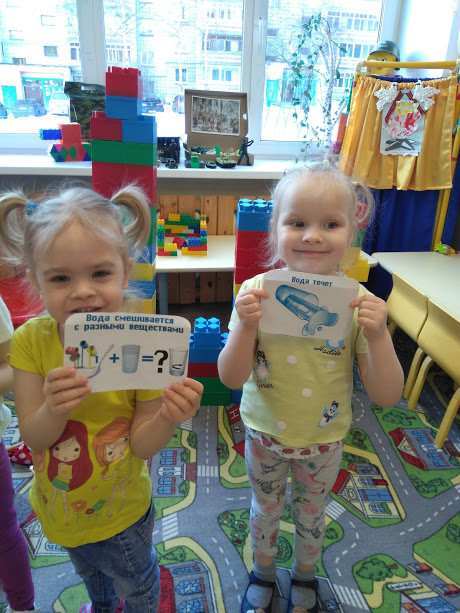 Вода смешивается
с разными веществами
+ = ?
Вода течет